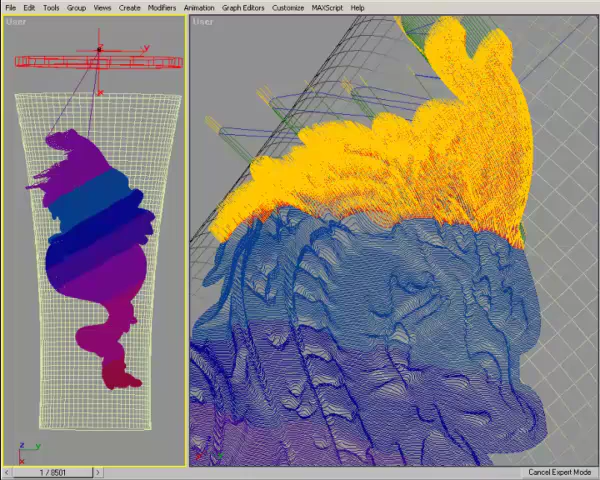 File Edit Tools Group Views Create Modifiers Animation Graph Editors Customize MAXScript Help
User
User
y
x
z
y
x
< 1 / 8501 > Cancel Expert Mode